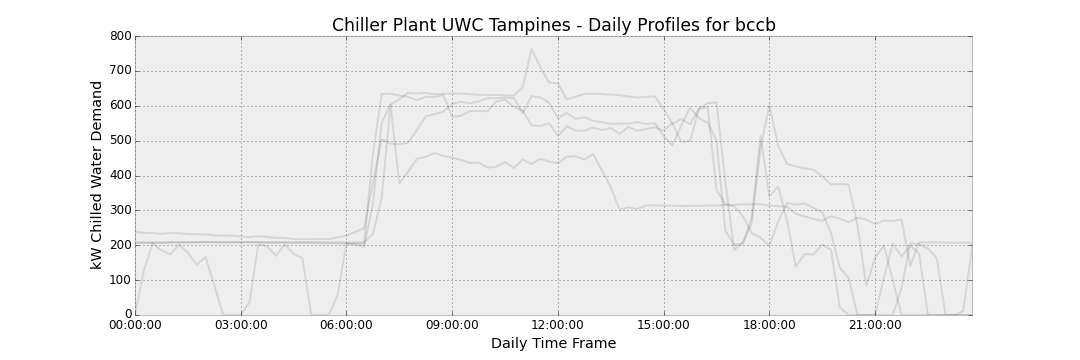 Chiller Plant UWC Tampines - Daily Profiles for bccb
kW Chilled Water Demand
800
700
600
500
400
300
200
100
0
00:00:00 03:00:00 06:00:00 09:00:00 12:00:00 15:00:00 18:00:00 21:00:00
Daily Time Frame